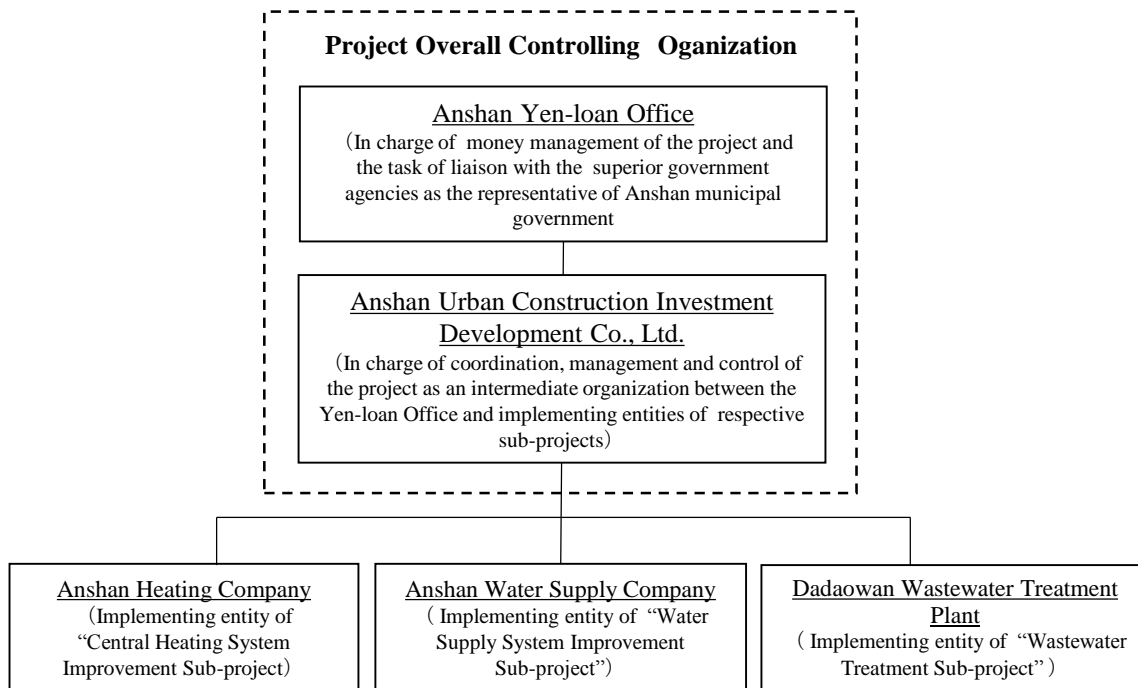 Project Overall Controlling Oganization
Anshan Yen-loan Office
（In charge of money management of the project and
the task of liaison with the superior government
agencies as the representative of Anshan municipal
government
Anshan Urban Construction Investment
Development Co., Ltd.
（In charge of coordination, management and control of
the project as an intermediate organization between the
Yen-loan Office and implementing entities of respective
sub-projects）
Anshan Heating Company
（Implementing entity of
“Central Heating System
Improvement Sub-project）
Anshan Water Supply Company
（ Implementing entity of “Water
Supply System Improvement
Sub-project”）
Dadaowan Wastewater Treatment
Plant
（ Implementing entity of “Wastewater
Treatment Sub-project”）